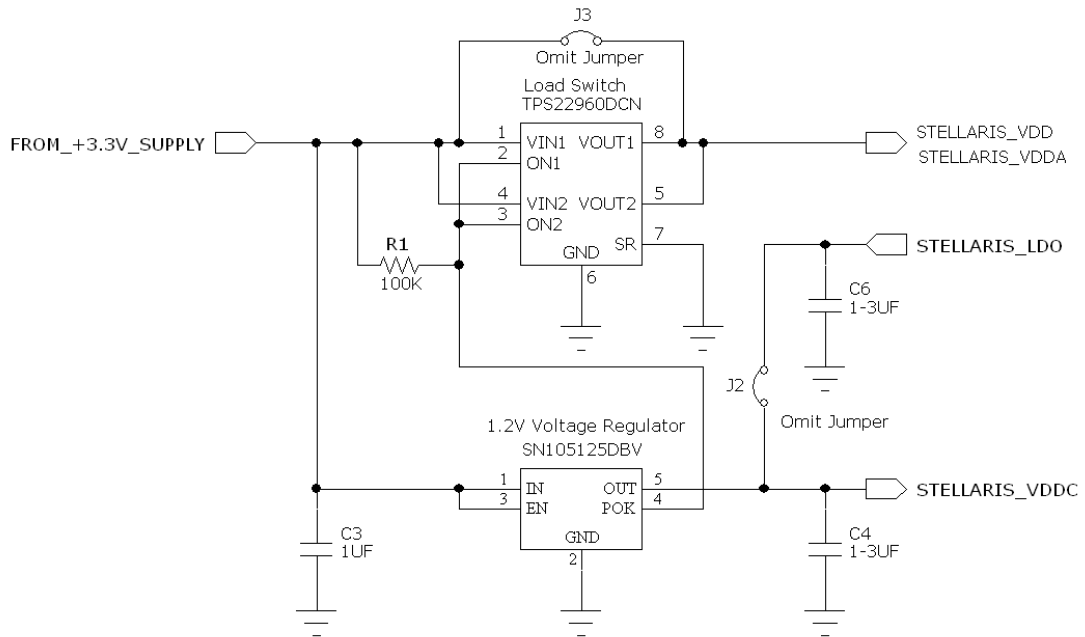 J3
Omit Jumper
Load Switch
TPS22960DCN
FROM_+3.3V_SUPPLY
1 VIN1 VOUT1 8
2 ON1
4 VIN2 VOUT2 5
3 ON2
SR 7
GND
6
STELLARIS_VDD
STELLARIS_VDDA
R1
100K
STELLARIS_LDO
C6
1-3UF
J2
Omit Jumper
1.2V Voltage Regulator
SN105125DBV
1 IN OUT 5
3 EN POK 4
GND
2
STELLARIS_VDDC
C3
1UF
C4
1-3UF